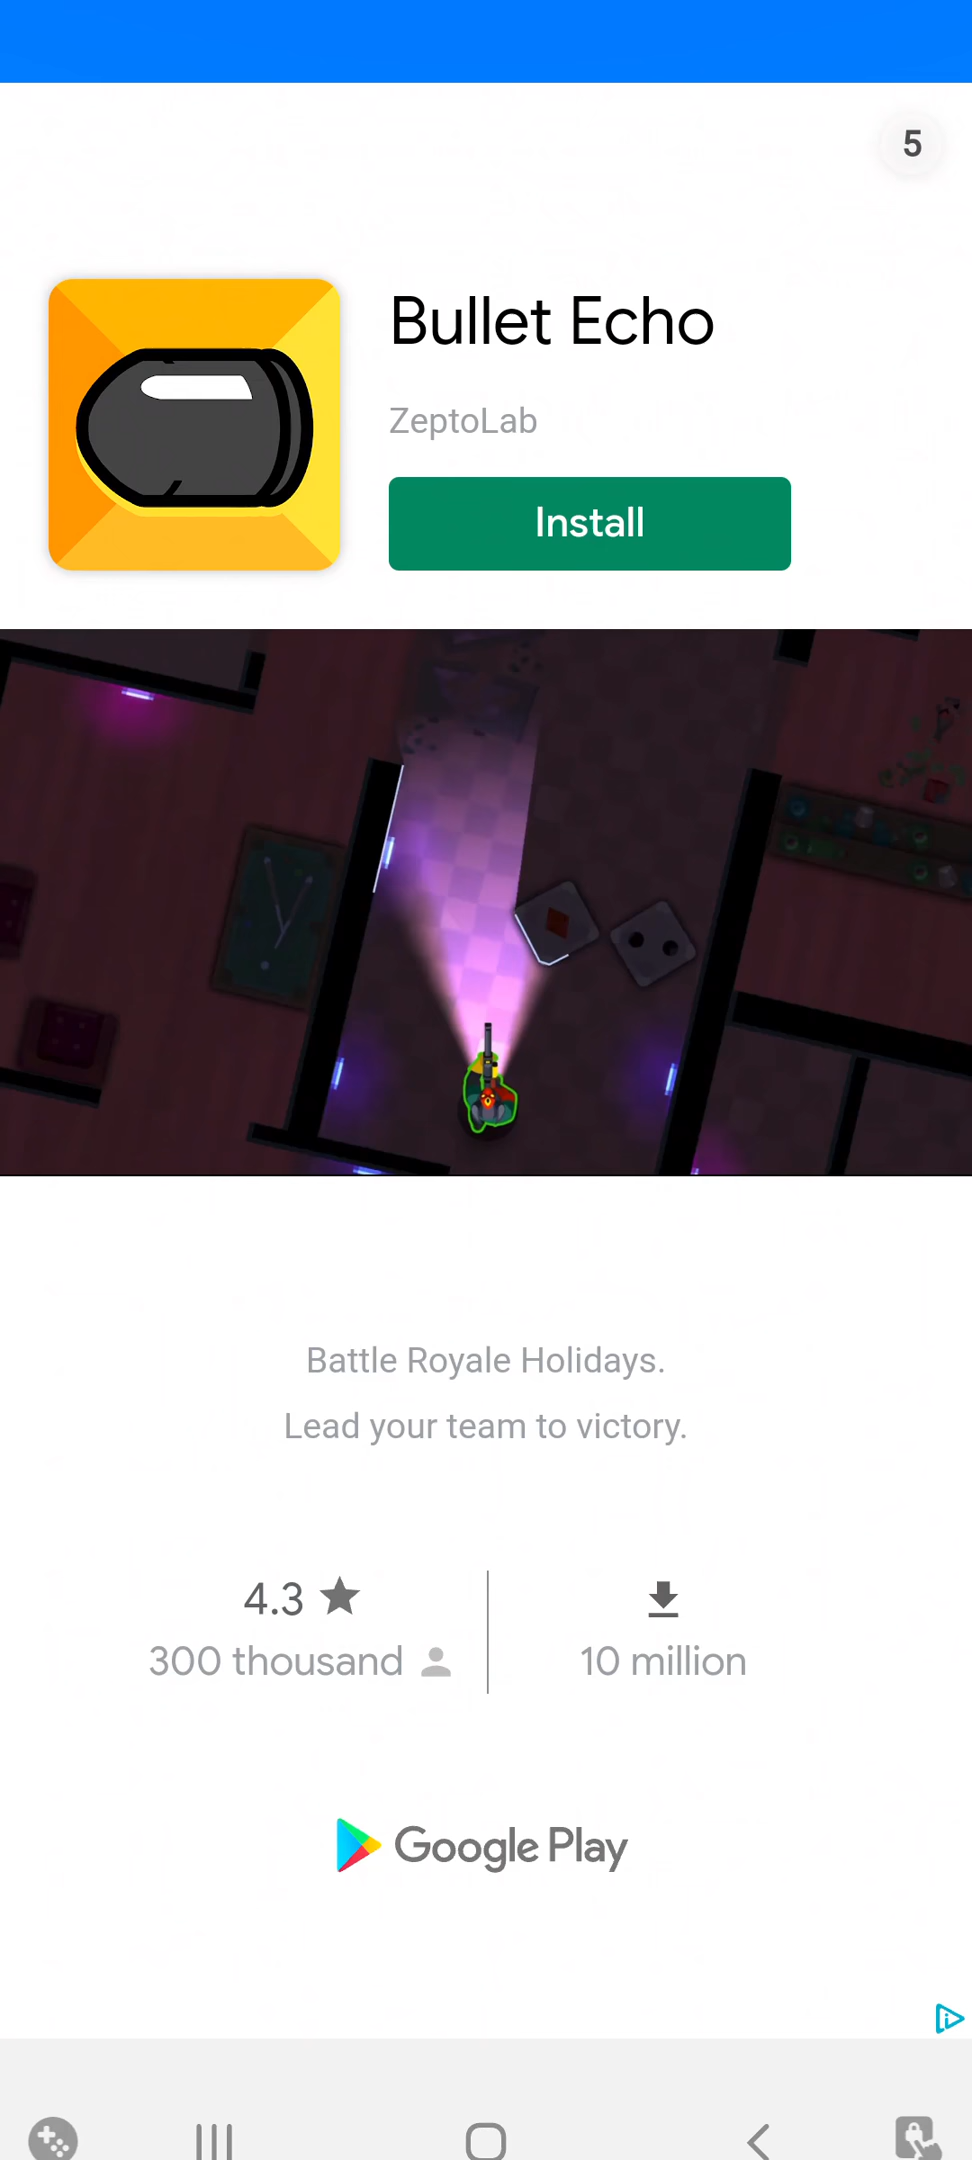 5
Bullet Echo
ZeptoLab
Install
Battle Royale Holidays.
Lead your team to victory.
4.3
300 thousand
10 million
Google Play